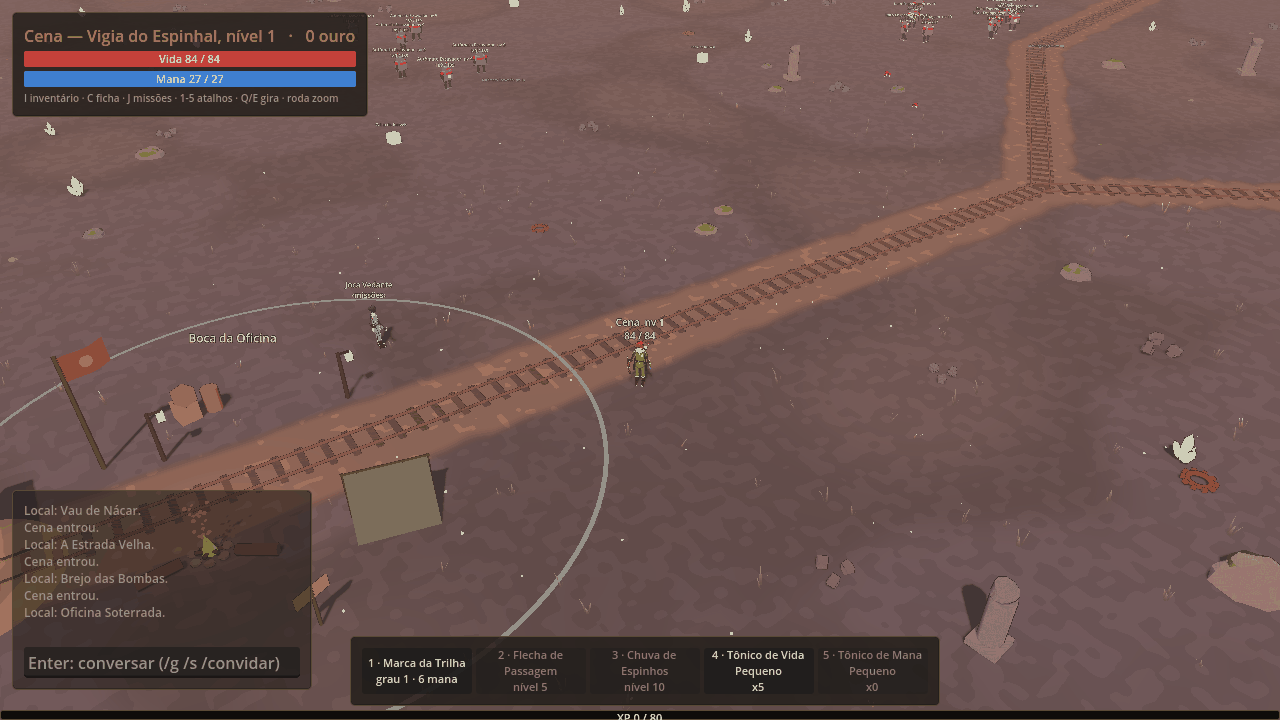 Cena — Vigia do Espinhal, nível 1 · 0 ouro
Vida 84 / 84
Mana 27 / 27
I inventário · C ficha · J missões · 1-5 atalhos · Q/E gira · roda zoom
Joca Vedante
(missões)
Boca da Oficina
Cena, nv 1
84 / 84
Local: Vau de Nácar.
Cena entrou.
Local: A Estrada Velha.
Cena entrou.
Local: Brejo das Bombas.
Cena entrou.
Local: Oficina Soterrada.
Enter: conversar (/g /s /convidar)
1 · Marca da Trilha
grau 1 · 6 mana
2 · Flecha de
Passagem
nível 5
3 · Chuva de
Espinhos
nível 10
4 · Tônico de Vida
Pequeno
x5
5 · Tônico de Mana
Pequeno
x0
XP 0 / 80